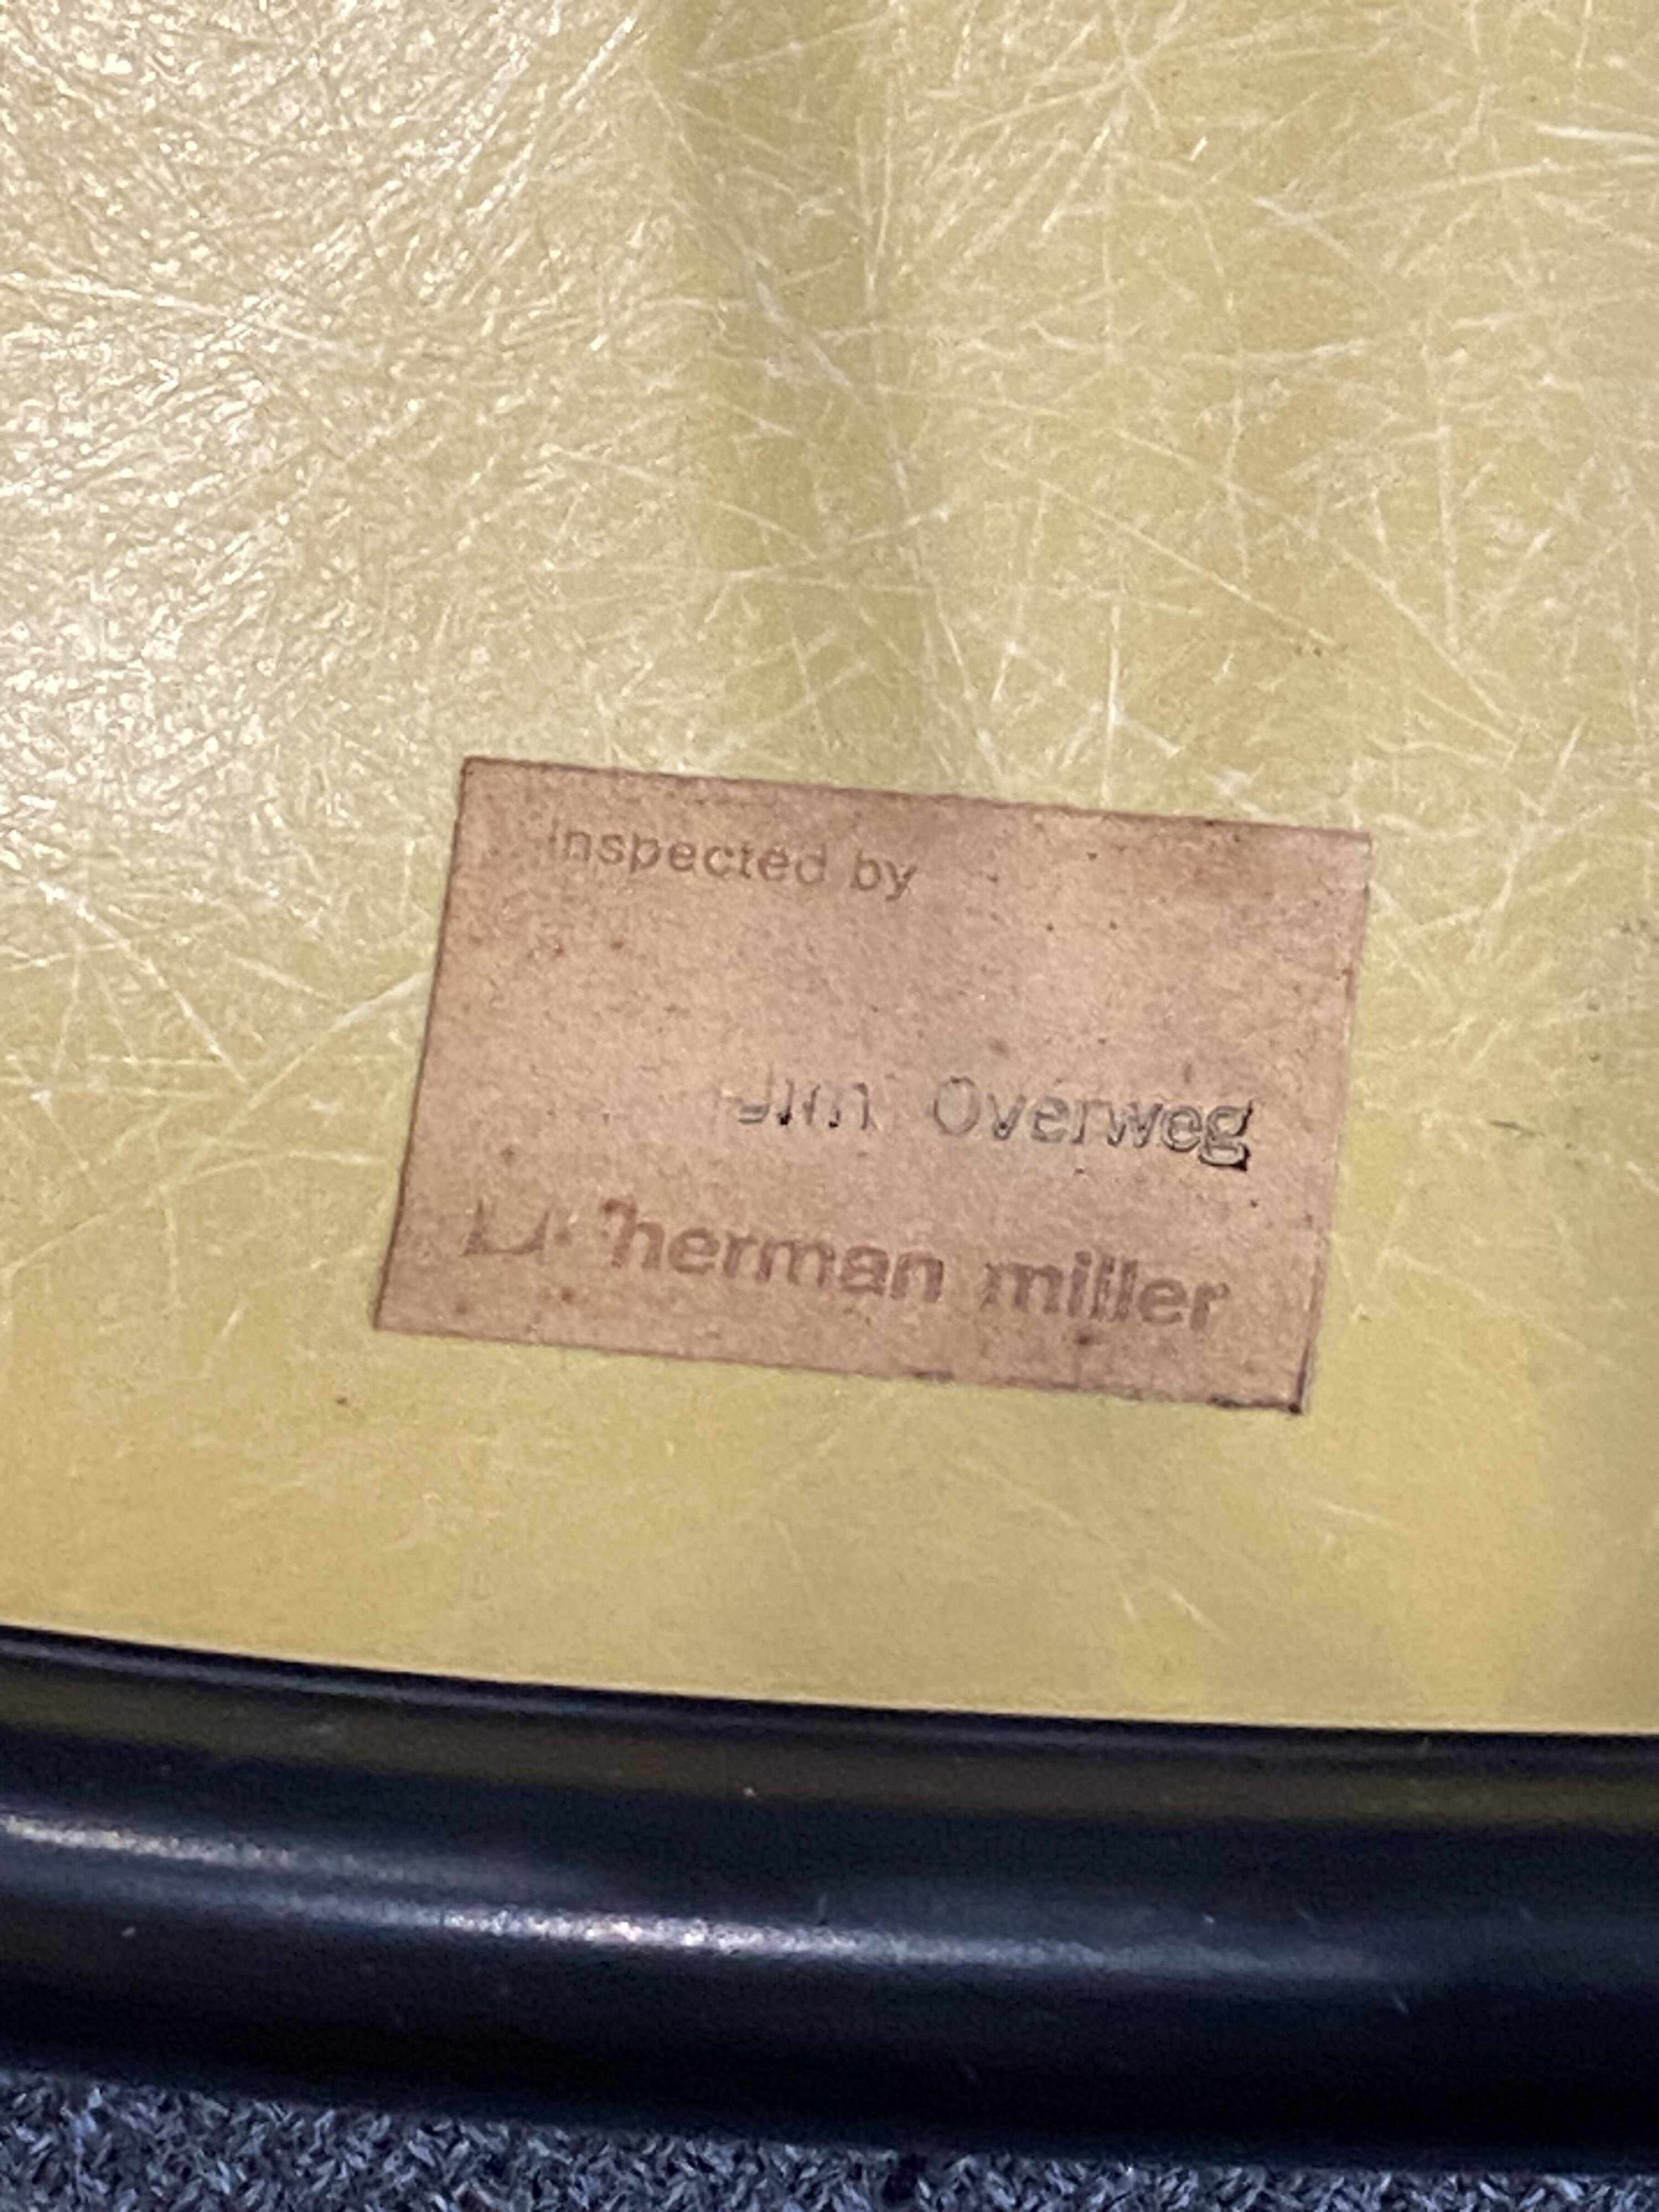 inspected by
Jim Overweg
herman miller